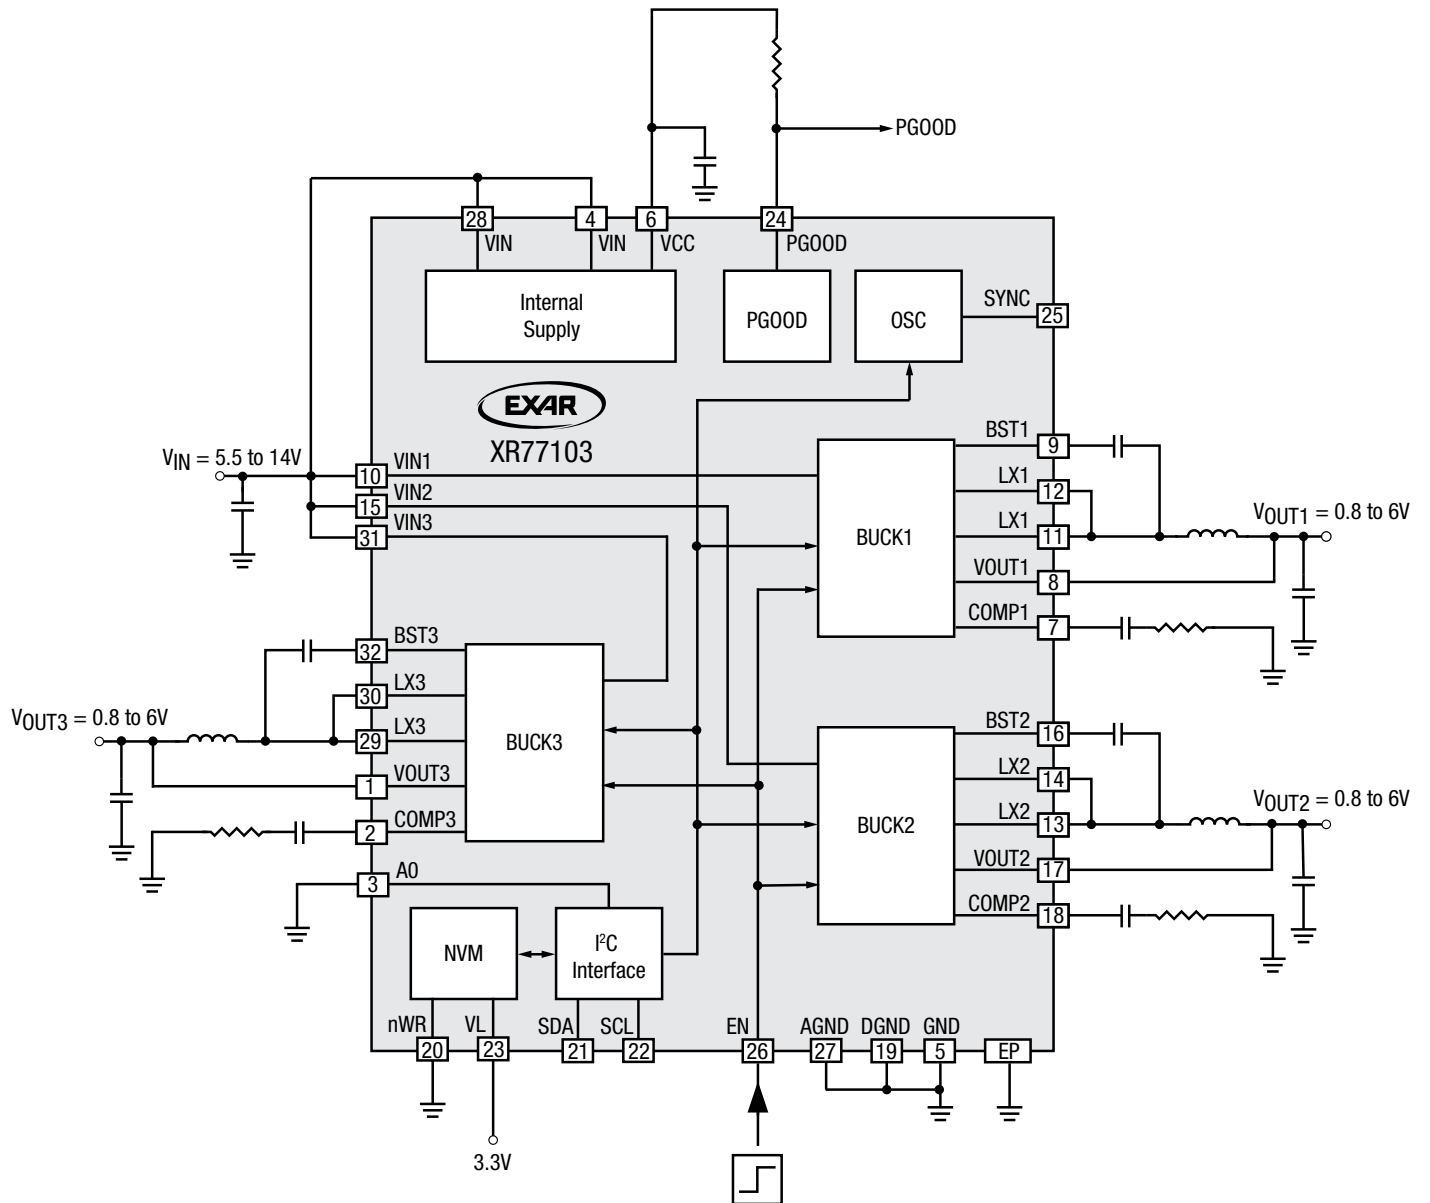 PGOOD
28
4
6
24
VIN
VIN
VCC
PGOOD
Internal
Supply
PGOOD
OSC
SYNC
25
EXAR
XR77103
VIN = 5.5 to 14V
10
VIN1
15
VIN2
31
VIN3
BUCK1
BST1
9
LX1
12
LX1
11
VOUT1
8
COMP1
7
VOUT1 = 0.8 to 6V
32
BST3
30
LX3
29
LX3
1
VOUT3
2
COMP3
VOUT3 = 0.8 to 6V
BUCK3
BUCK2
BST2
16
LX2
14
LX2
13
VOUT2
17
COMP2
18
VOUT2 = 0.8 to 6V
3
A0
NVM
I²C
Interface
nWR
VL
SDA
SCL
EN
AGND
DGND
GND
20
23
21
22
26
27
19
5
EP
3.3V